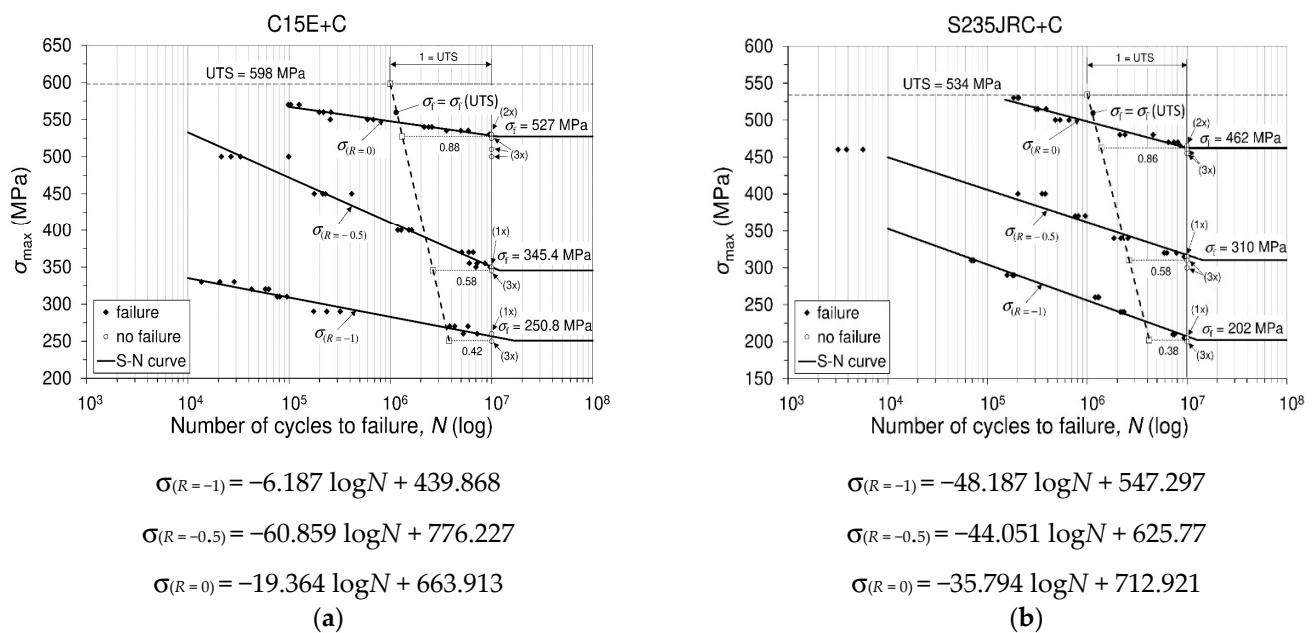 C15E+C
650
600
550
500
450
400
350
300
250
200
σmax (MPa)
1 = UTS
UTS = 598 MPa
σf = σf (UTS)
(2x)
σf = 527 MPa
0.88
(3x)
σ(R=0)
σ(R=−0.5)
(1x)
σf = 345.4 MPa
0.58
(3x)
(1x)
σf = 250.8 MPa
σ(R=−1)
0.42
(3x)
failure
no failure
S-N curve
10³ 10⁴ 10⁵ 10⁶ 10⁷ 10⁸
Number of cycles to failure, N (log)
σ(R = −1) = −6.187 logN + 439.868
σ(R = −0.5) = −60.859 logN + 776.227
σ(R = 0) = −19.364 logN + 663.913
(a)
S235JRC+C
600
550
500
450
400
350
300
250
200
150
σmax (MPa)
1 = UTS
UTS = 534 MPa
σf = σf (UTS)
(2x)
σf = 462 MPa
0.86
(3x)
σ(R=0)
σ(R=−0.5)
(1x)
σf = 310 MPa
0.58
(3x)
σ(R=−1)
(1x)
σf = 202 MPa
0.38
(3x)
failure
no failure
S-N curve
10³ 10⁴ 10⁵ 10⁶ 10⁷ 10⁸
Number of cycles to failure, N (log)
σ(R = −1) = −48.187 logN + 547.297
σ(R = −0.5) = −44.051 logN + 625.77
σ(R = 0) = −35.794 logN + 712.921
(b)